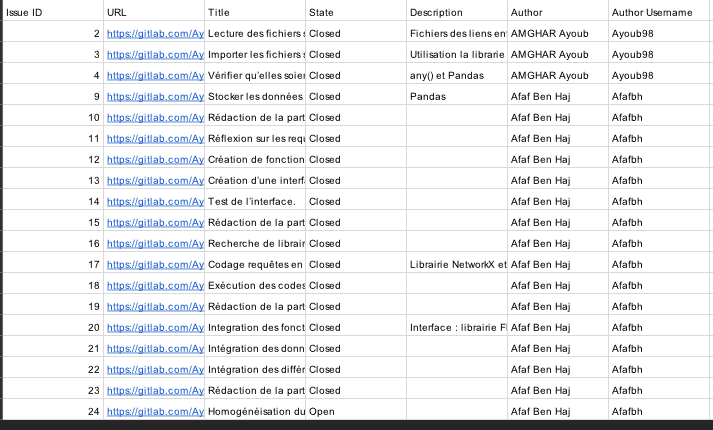 Issue ID URL Title State Description Author Author Username
2 https://gitlab.com/Ay Lecture des fichiers Closed Fichiers des liens en AMGHAR Ayoub Ayoub98
3 https://gitlab.com/Ay Importer les fichiers Closed Utilisation la librairie AMGHAR Ayoub Ayoub98
4 https://gitlab.com/Ay Vérifier qu'elles soie Closed any() et Pandas AMGHAR Ayoub Ayoub98
9 https://gitlab.com/Ay Stocker les données Closed Pandas Afaf Ben Haj Afafbh
10 https://gitlab.com/Ay Rédaction de la part Closed Afaf Ben Haj Afafbh
11 https://gitlab.com/Ay Réflexion sur les requ Closed Afaf Ben Haj Afafbh
12 https://gitlab.com/Ay Création de fonction Closed Afaf Ben Haj Afafbh
13 https://gitlab.com/Ay Création d'une interf Closed Afaf Ben Haj Afafbh
14 https://gitlab.com/Ay Test de l'interface. Closed Afaf Ben Haj Afafbh
15 https://gitlab.com/Ay Rédaction de la part Closed Afaf Ben Haj Afafbh
16 https://gitlab.com/Ay Recherche de librair Closed Afaf Ben Haj Afafbh
17 https://gitlab.com/Ay Codage requêtes en Closed Librairie NetworkX et Afaf Ben Haj Afafbh
18 https://gitlab.com/Ay Exécution des codes Closed Afaf Ben Haj Afafbh
19 https://gitlab.com/Ay Rédaction de la part Closed Afaf Ben Haj Afafbh
20 https://gitlab.com/Ay Integration des fonct Closed Interface : librairie Fl Afaf Ben Haj Afafbh
21 https://gitlab.com/Ay Intégration des donn Closed Afaf Ben Haj Afafbh
22 https://gitlab.com/Ay Intégration des différ Closed Afaf Ben Haj Afafbh
23 https://gitlab.com/Ay Rédaction de la part Closed Afaf Ben Haj Afafbh
24 https://gitlab.com/Ay Homogénéisation du Open Afaf Ben Haj Afafbh